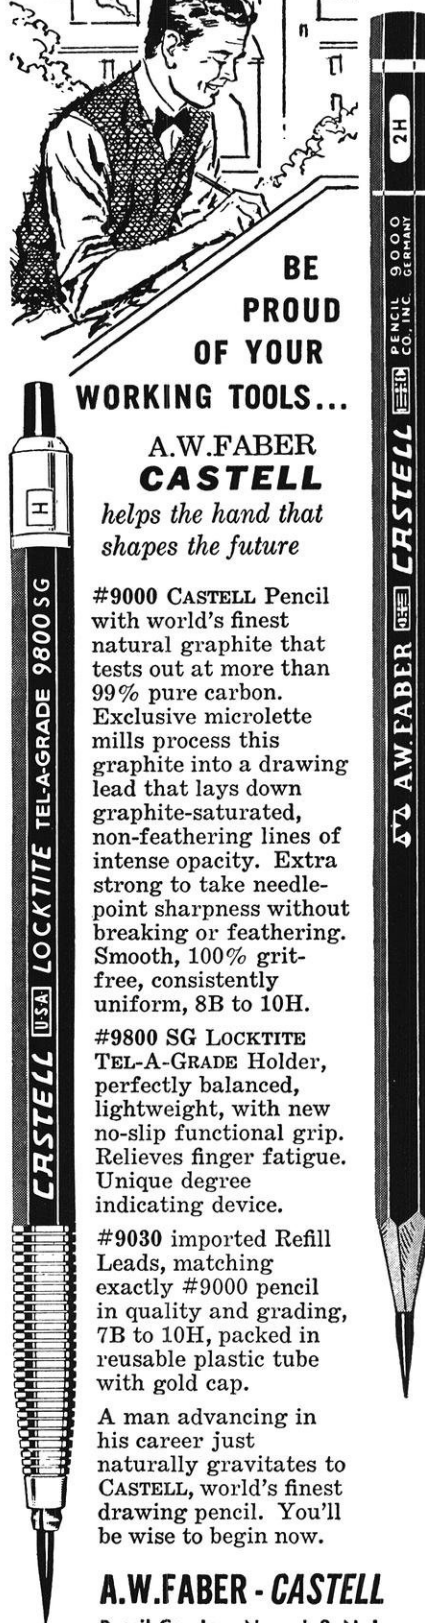 BE
PROUD
OF YOUR
WORKING TOOLS...
A.W.FABER
CASTELL
helps the hand that
shapes the future
#9000 CASTELL Pencil
with world's finest
natural graphite that
tests out at more than
99% pure carbon.
Exclusive microlette
mills process this
graphite into a drawing
lead that lays down
graphite-saturated,
non-feathering lines of
intense opacity. Extra
strong to take needle-
point sharpness without
breaking or feathering.
Smooth, 100% grit-
free, consistently
uniform, 8B to 10H.
#9800 SG LOCKTITE
TEL-A-GRADE Holder,
perfectly balanced,
lightweight, with new
no-slip functional grip.
Relieves finger fatigue.
Unique degree
indicating device.
#9030 imported Refill
Leads, matching
exactly #9000 pencil
in quality and grading,
7B to 10H, packed in
reusable plastic tube
with gold cap.
A man advancing in
his career just
naturally gravitates to
CASTELL, world's finest
drawing pencil. You'll
be wise to begin now.
A.W.FABER - CASTELL
CASTELL U·S·A LOCKTITE TEL-A-GRADE 9800 SG
H
A.W.FABER CASTELL
PENCIL 9000
CO., INC. GERMANY
2H